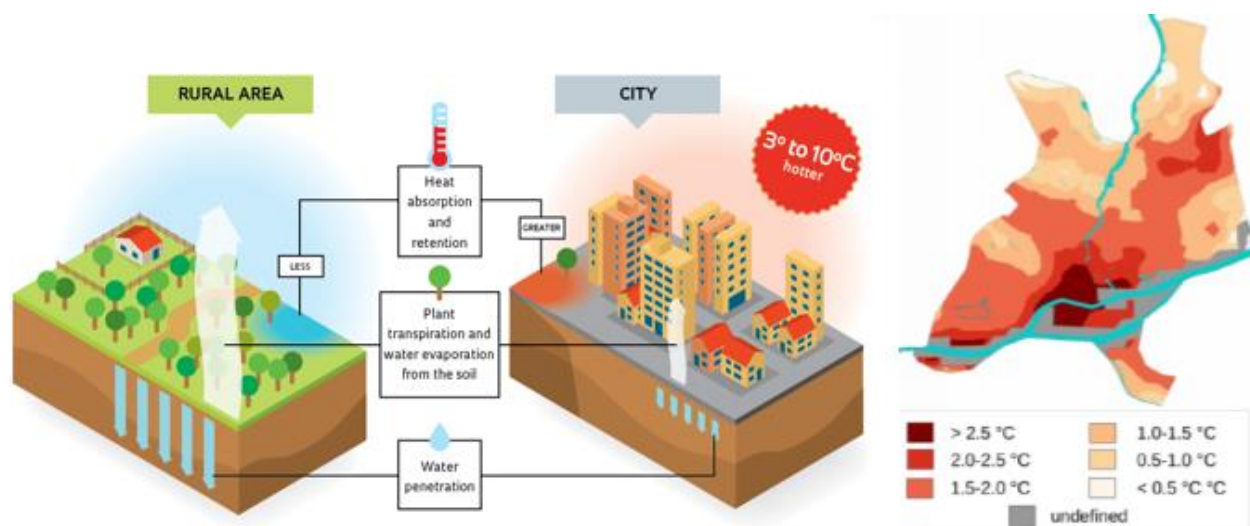 RURAL AREA
CITY
3º to 10ºC
hotter
Heat
absorption
and
retention
LESS
GREATER
Plant
transpiration and
water evaporation
from the soil
Water
penetration
> 2.5 °C
2.0-2.5 °C
1.5-2.0 °C
1.0-1.5 °C
0.5-1.0 °C
< 0.5 °C °C
undefined